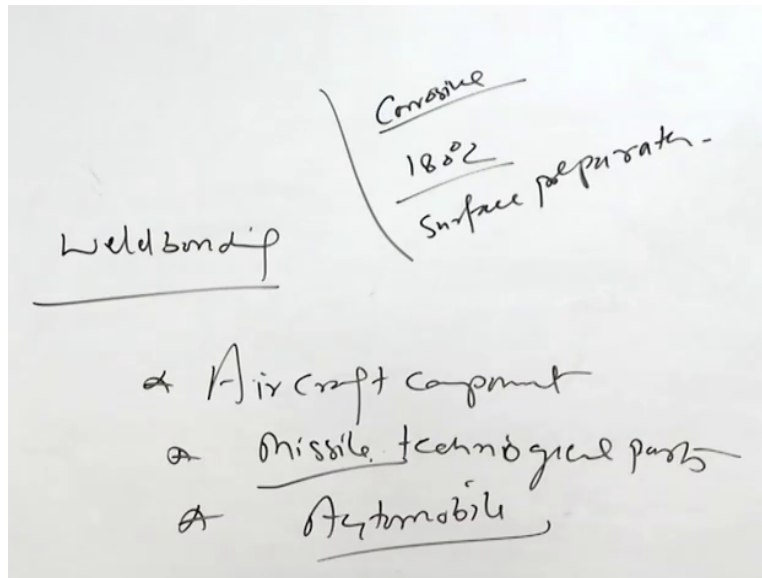 Corrosive
180°C
Surface preparation
Weldbonding
Aircraft component
Missile technological parts
Automobile